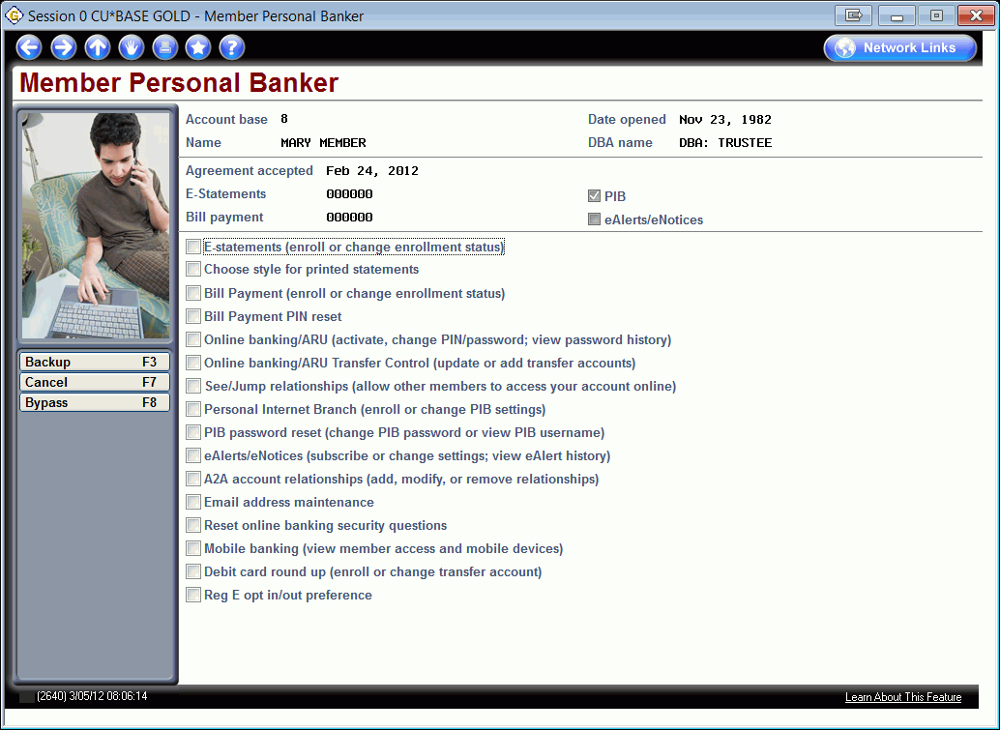 Session 0 CU*BASE GOLD - Member Personal Banker
Network Links
Member Personal Banker
Account base 8 Date opened Nov 23, 1982
Name MARY MEMBER DBA name DBA: TRUSTEE
Agreement accepted Feb 24, 2012
E-Statements 000000 PIB
Bill payment 000000 eAlerts/eNotices
E-statements (enroll or change enrollment status)
Choose style for printed statements
Bill Payment (enroll or change enrollment status)
Bill Payment PIN reset
Online banking/ARU (activate, change PIN/password; view password history)
Online banking/ARU Transfer Control (update or add transfer accounts)
See/Jump relationships (allow other members to access your account online)
Personal Internet Branch (enroll or change PIB settings)
PIB password reset (change PIB password or view PIB username)
eAlerts/eNotices (subscribe or change settings; view eAlert history)
A2A account relationships (add, modify, or remove relationships)
Email address maintenance
Reset online banking security questions
Mobile banking (view member access and mobile devices)
Debit card round up (enroll or change transfer account)
Reg E opt in/out preference
Backup F3
Cancel F7
Bypass F8
(2640) 3/05/12 08:06:14 Learn About This Feature